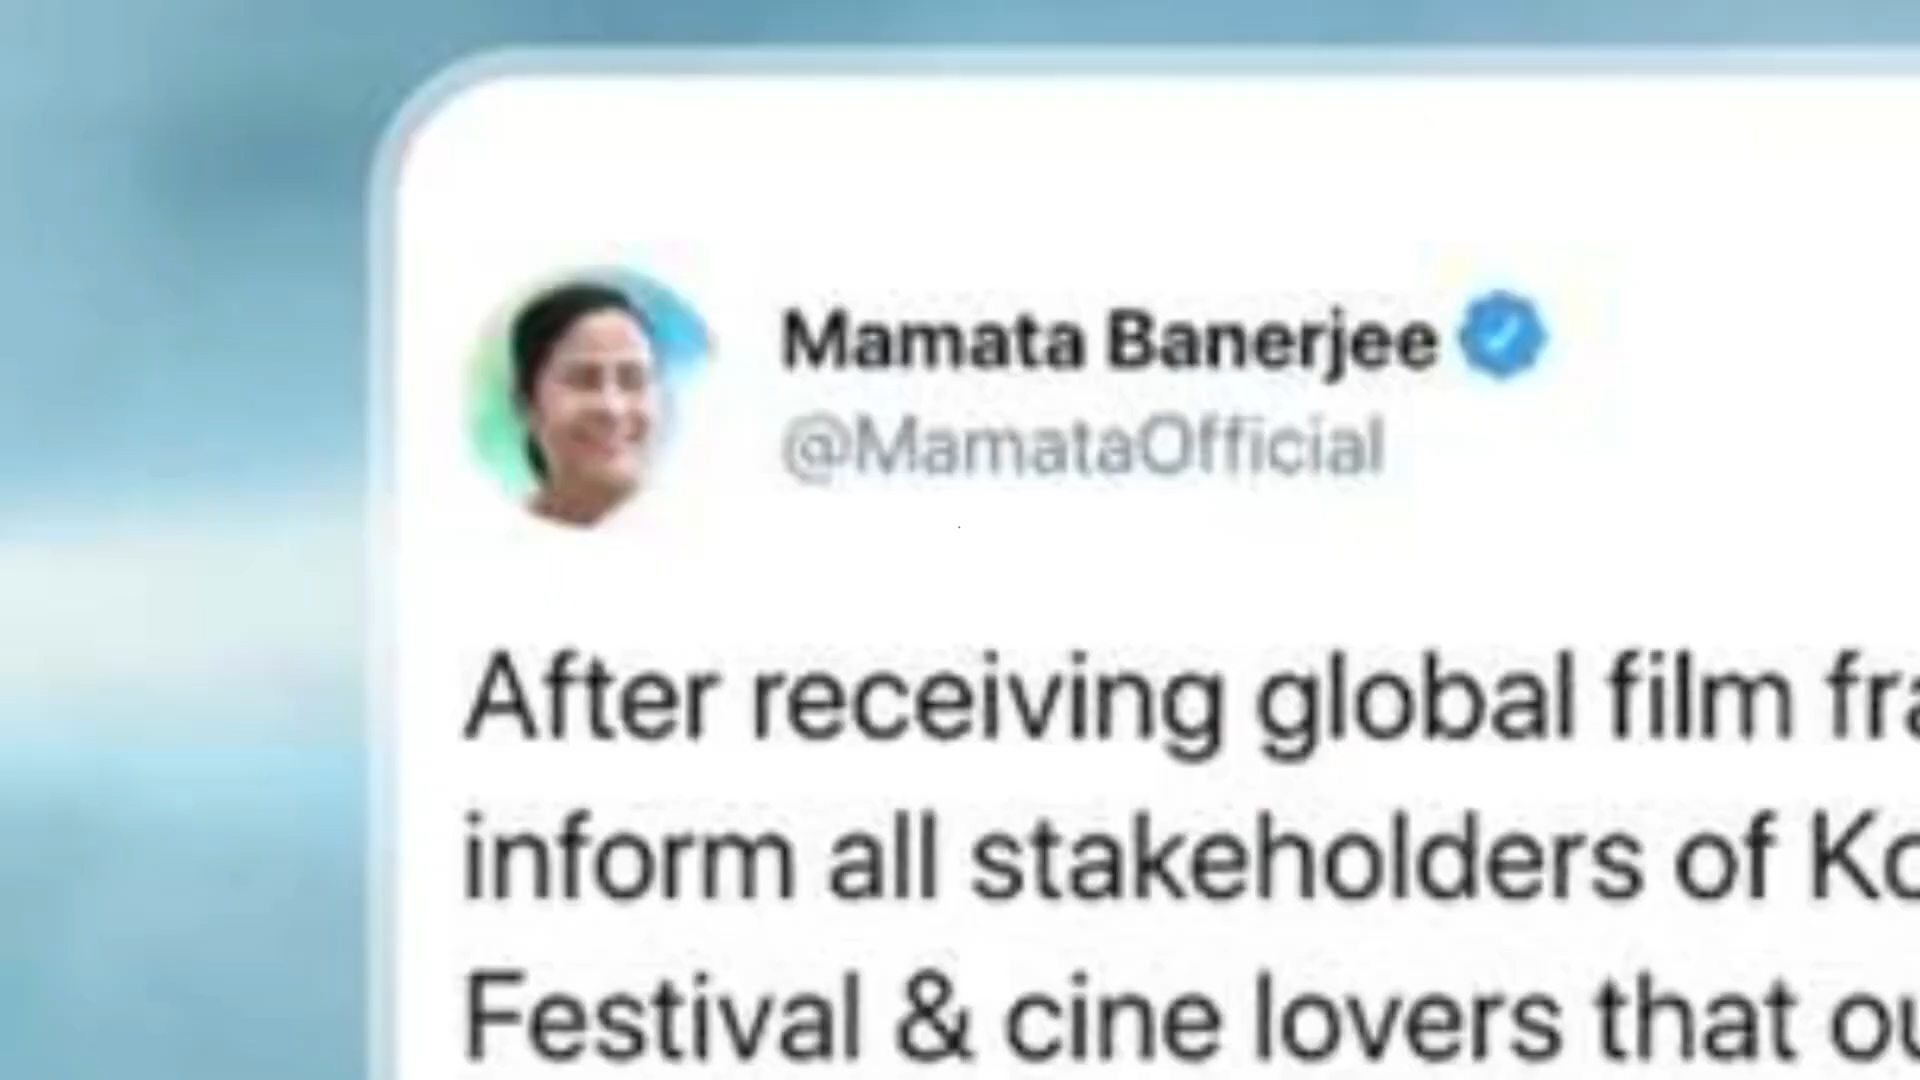 Mamata Banerjee
@MamataOfficial
After receiving global film
inform all stakeholders of
Festival & cine lovers that